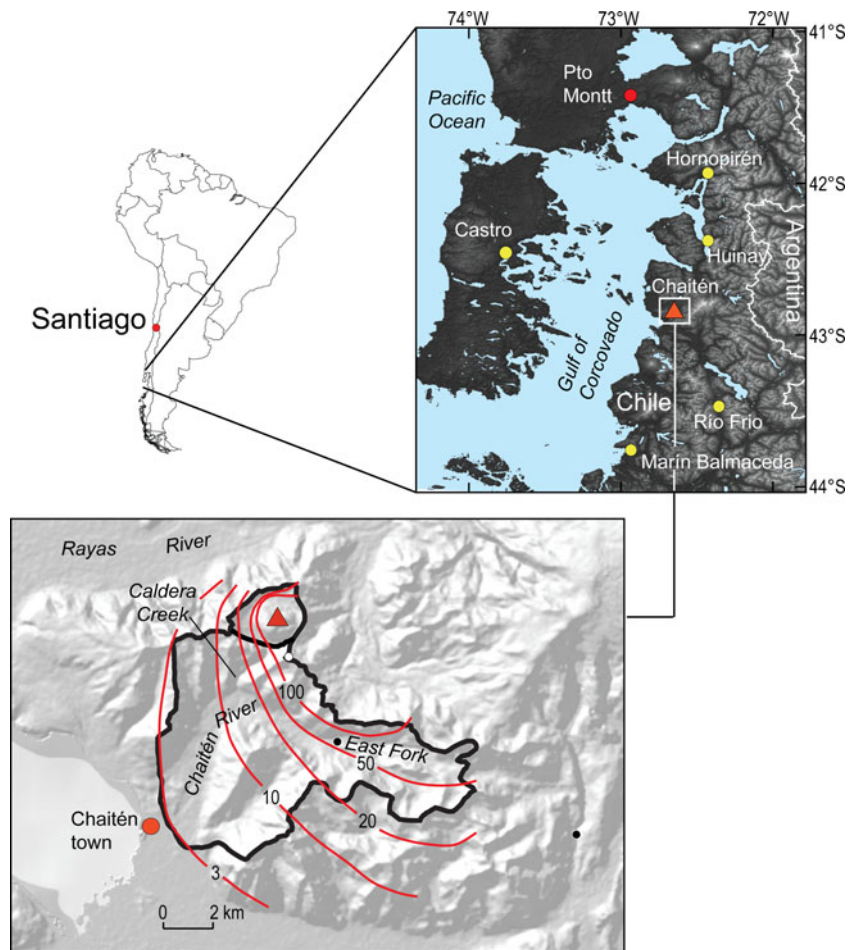 74°W 73°W 72°W
41°S
Pto
Montt
Pacific
Ocean
Hornopirén
42°S
Castro
Huinay
Argentina
Chaitén
Santiago
43°S
Gulf of
Corcovado
Chile
Río Frio
Marin Balmaceda
44°S
Rayas River
Caldera
Creek
100
Chaitén River
East Fork
50
10
20
Chaitén
town
3
0 2 km